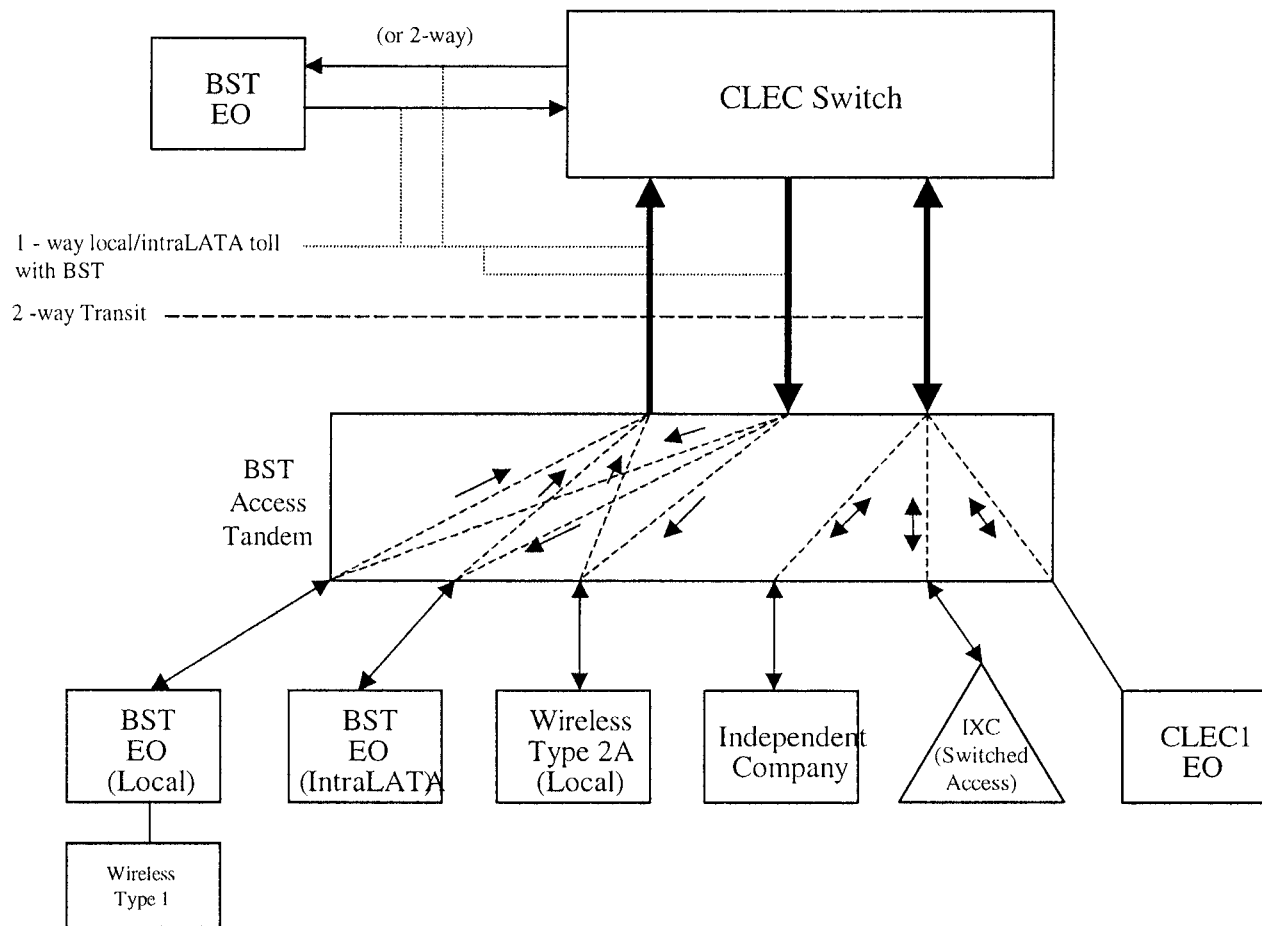 (or 2-way)
BST
EO
CLEC Switch
1 - way local/intraLATA toll
with BST
2 -way Transit
BST
Access
Tandem
BST
EO
(Local)
BST
EO
(IntraLATA)
Wireless
Type 2A
(Local)
Independent
Company
IXC
(Switched
Access)
CLEC1
EO
Wireless
Type 1